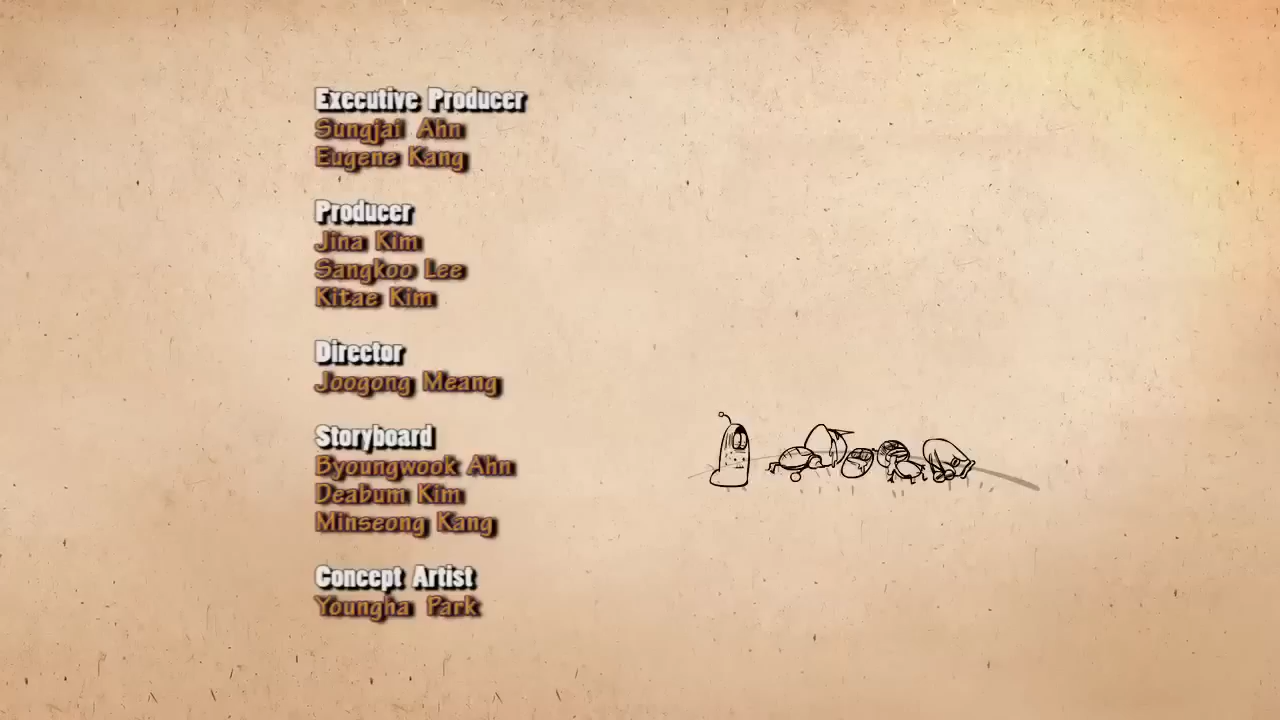 Executive Producer
Sungjai Ahn
Eugene Kang
Producer
Jina Kim
Sangkoo Lee
Kitae Kim
Director
Joogong Meang
Storyboard
Byoungwook Ahn
Deabum Kim
Minseong Kang
Concept Artist
Youngha Park